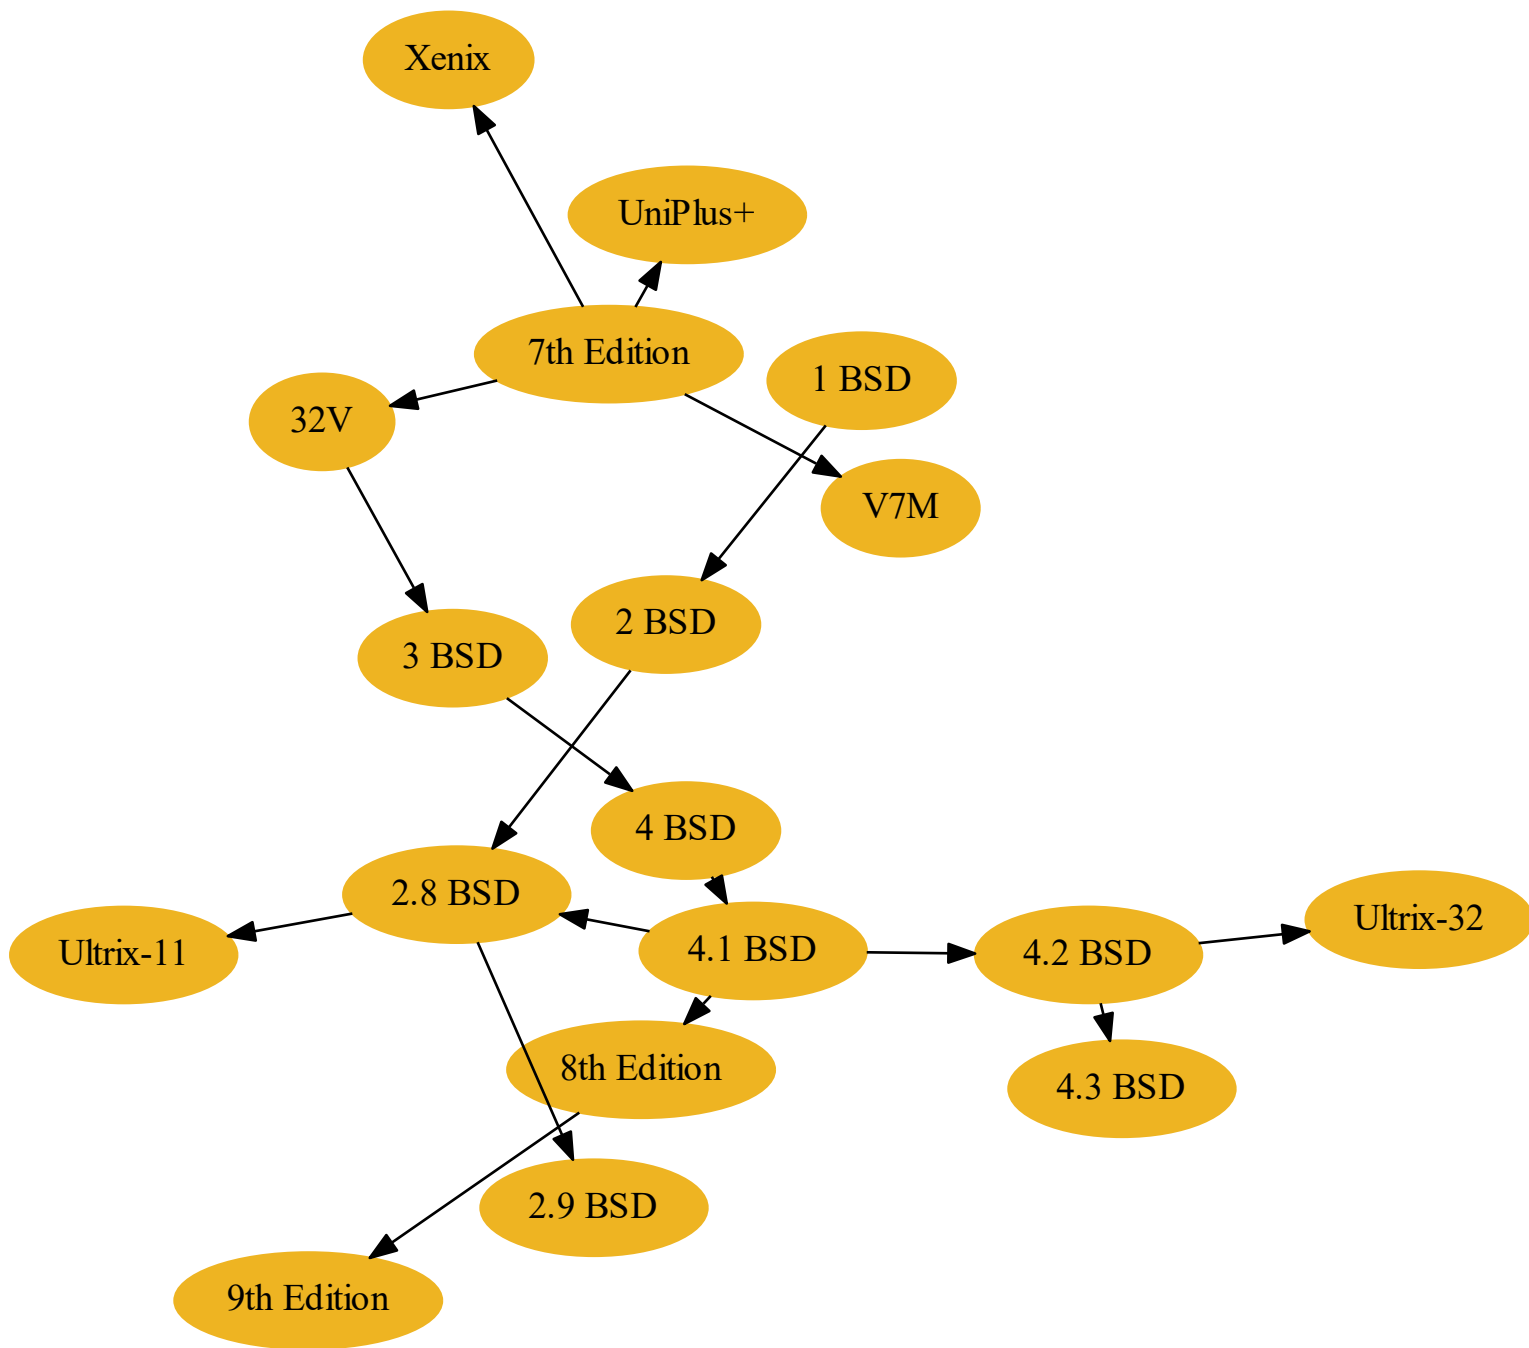 Xenix
UniPlus+
7th Edition
1 BSD
32V
V7M
2 BSD
3 BSD
4 BSD
2.8 BSD
Ultrix-32
Ultrix-11
4.1 BSD
4.2 BSD
8th Edition
4.3 BSD
2.9 BSD
9th Edition